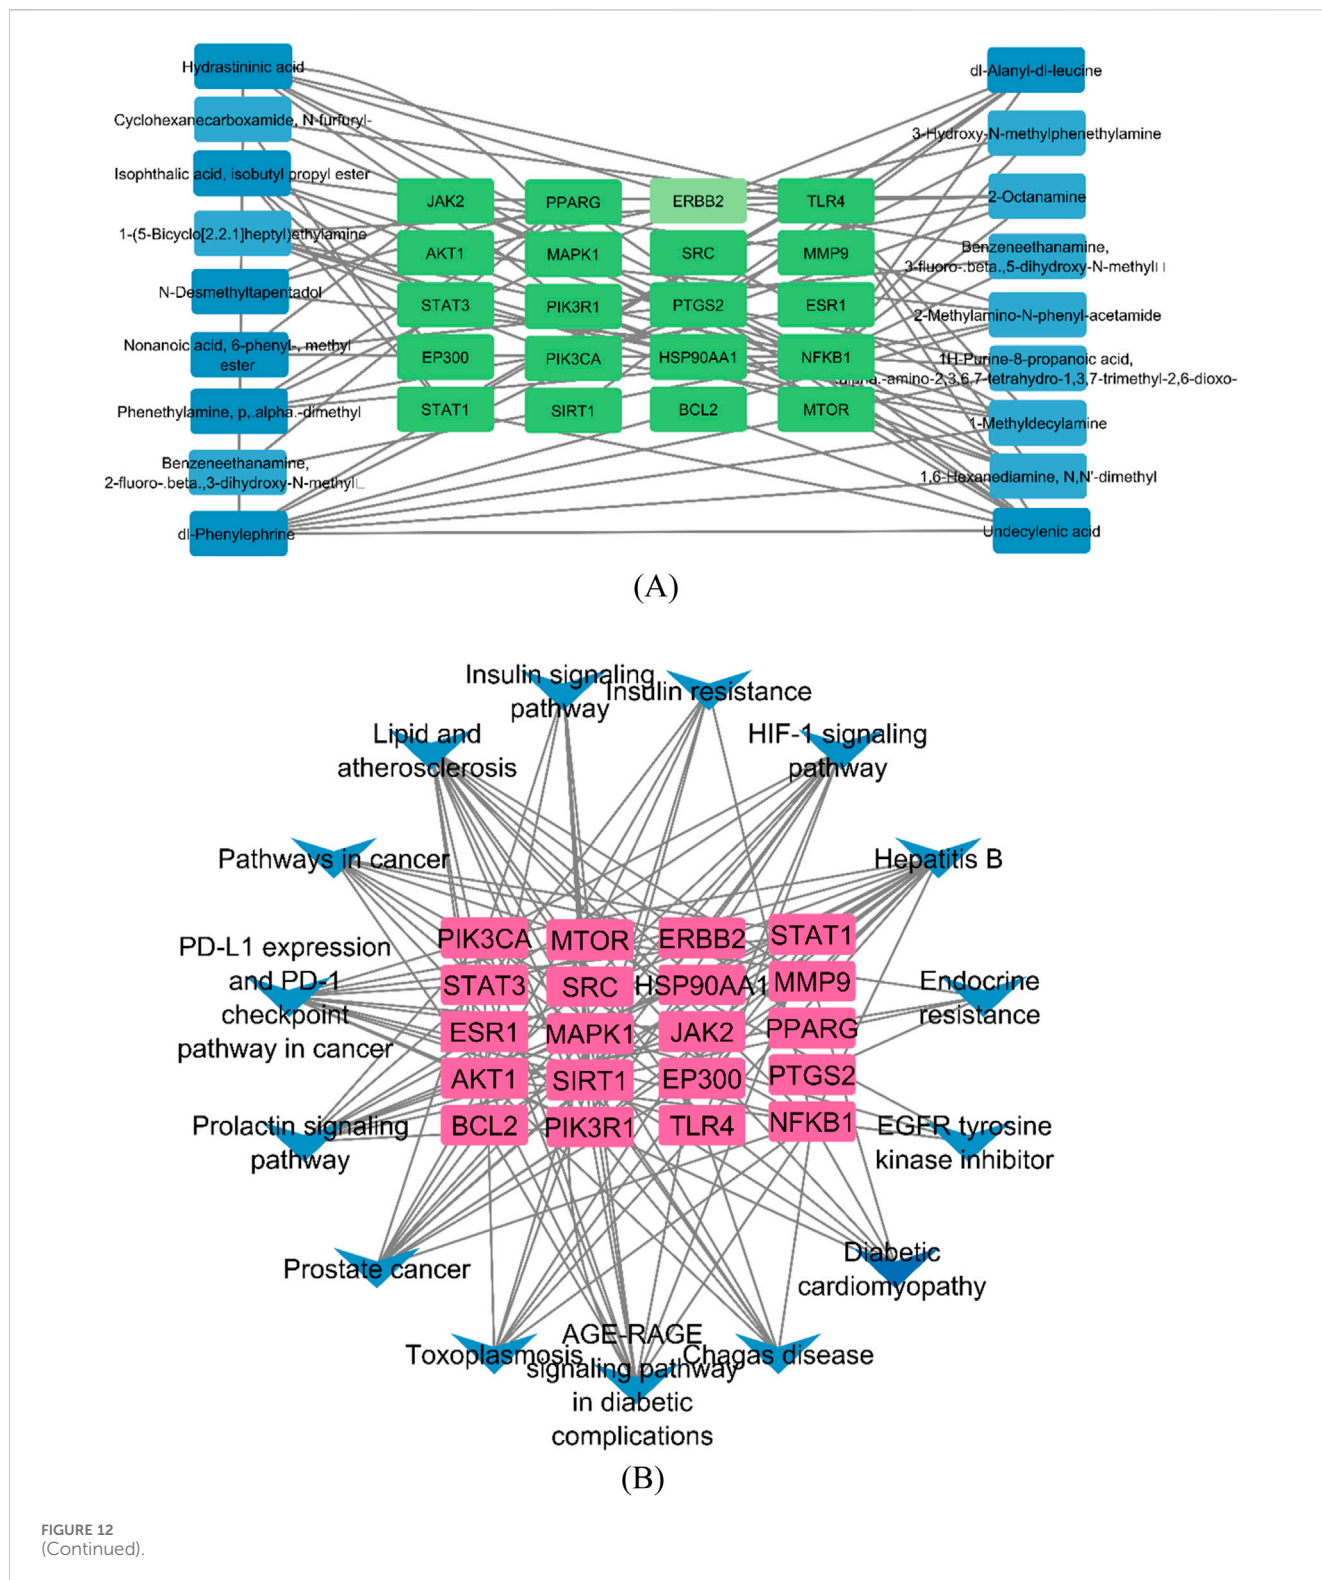 Hydrastininic acid
Cyclohexanecarboxamide, N-furfuryl-
Isophthalic acid, isobutyl propyl ester
1-(5-Bicyclo[2.2.1]heptyl)ethylamine
N-Desmethyltapentadol
Nonanoic acid, 6-phenyl-, methyl
ester
Phenethylamine, p,.alpha.-dimethyl
Benzeneethanamine,
2-fluoro-.beta.,3-dihydroxy-N-methyl
dl-Phenylephrine
JAK2 PPARG ERBB2 TLR4
AKT1 MAPK1 SRC MMP9
STAT3 PIK3R1 PTGS2 ESR1
EP300 PIK3CA HSP90AA1 NFKB1
STAT1 SIRT1 BCL2 MTOR
dl-Alanyl-dl-leucine
3-Hydroxy-N-methylphenethylamine
2-Octanamine
Benzeneethanamine,
3-fluoro-.beta.,5-dihydroxy-N-methyl
2-Methylamino-N-phenyl-acetamide
1H-Purine-8-propanoic acid,
.alpha.-amino-2,3,6,7-tetrahydro-1,3,7-trimethyl-2,6-dioxo-
1-Methyldecylamine
1,6-Hexanediamine, N,N'-dimethyl
Undecylenic acid
(A)
Insulin signaling
pathway
Insulin resistance
Lipid and
atherosclerosis
HIF-1 signaling
pathway
Pathways in cancer
Hepatitis B
PD-L1 expression
and PD-1
checkpoint
pathway in cancer
Endocrine
resistance
PIK3CA MTOR ERBB2 STAT1
STAT3 SRC HSP90AA1 MMP9
ESR1 MAPK1 JAK2 PPARG
AKT1 SIRT1 EP300 PTGS2
BCL2 PIK3R1 TLR4 NFKB1
Prolactin signaling
pathway
EGFR tyrosine
kinase inhibitor
Prostate cancer
Diabetic
cardiomyopathy
Toxoplasmosis
AGE-RAGE
signaling pathway
in diabetic
complications
Chagas disease
(B)
FIGURE 12
(Continued).